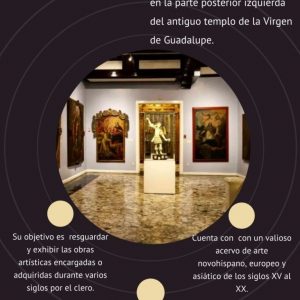 en la parte posterior izquierda
del antiguo templo de la Virgen
de Guadalupe.
Su objetivo es resguardar
y exhibir las obras
artísticas encargadas o
adquiridas durante varios
siglos por el clero.
Cuenta con con un valioso
acervo de arte
novohispano, europeo y
asiático de los siglos XV al
XX.